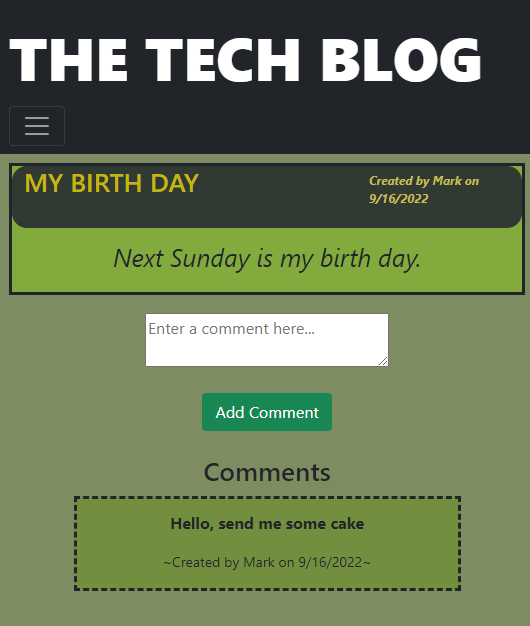 THE TECH BLOG
MY BIRTH DAY
Created by Mark on
9/16/2022
Next Sunday is my birth day.
Enter a comment here...
Add Comment
Comments
Hello, send me some cake
~Created by Mark on 9/16/2022~